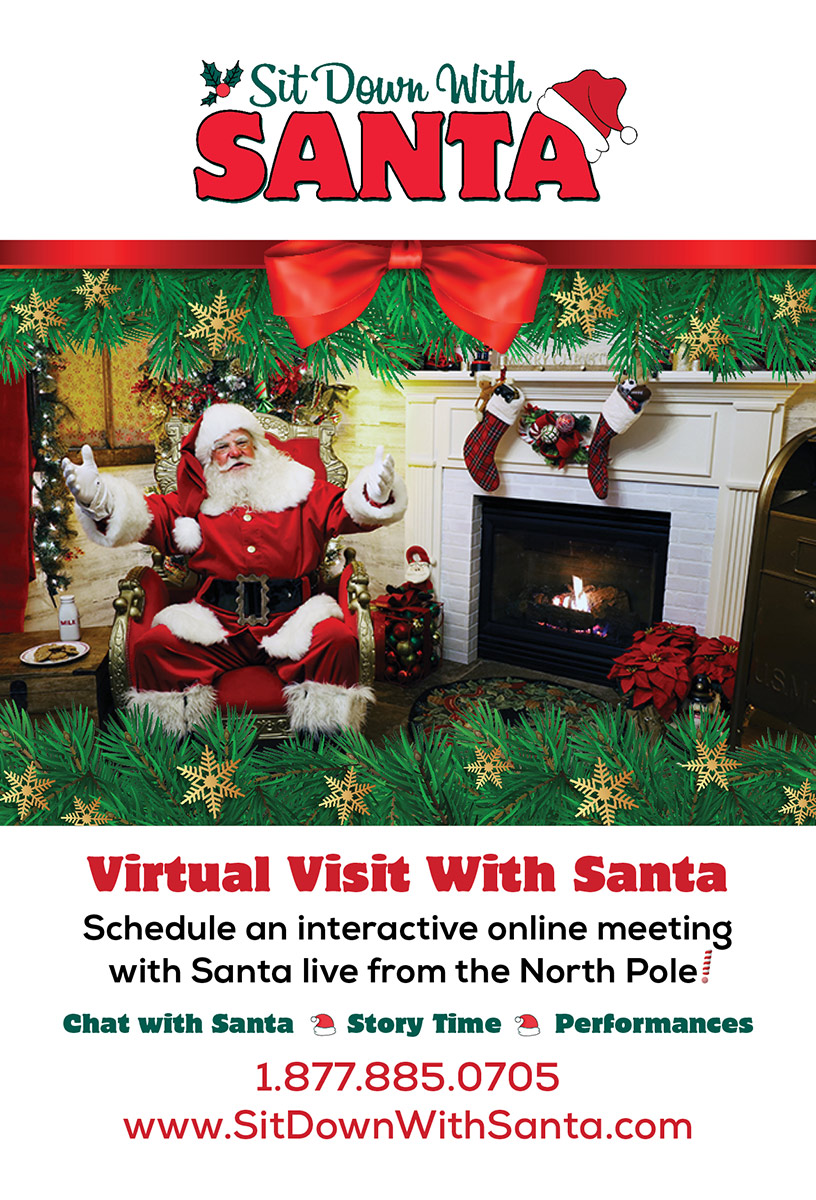 Sit Down With
SANTA
MILK
U.S.M
Virtual Visit With Santa
Schedule an interactive online meeting
with Santa live from the North Pole!
Chat with Santa Story Time Performances
1.877.885.0705
www.SitDownWithSanta.com